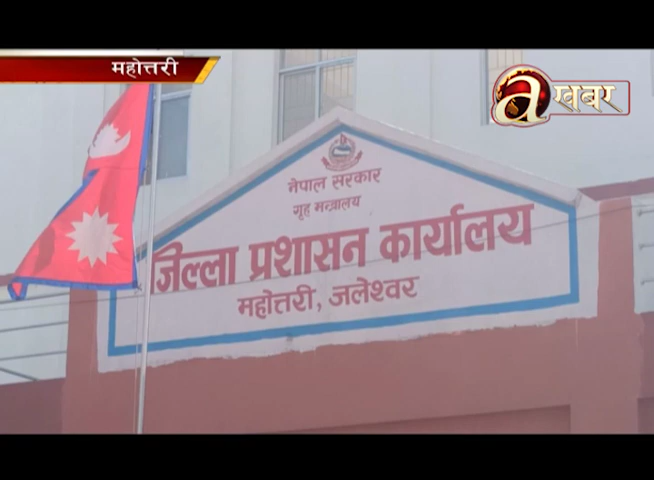 महोत्तरी
a खबर
नेपाल सरकार
गृह मन्त्रालय
जिल्ला प्रशासन कार्यालय
महोत्तरी, जलेश्वर